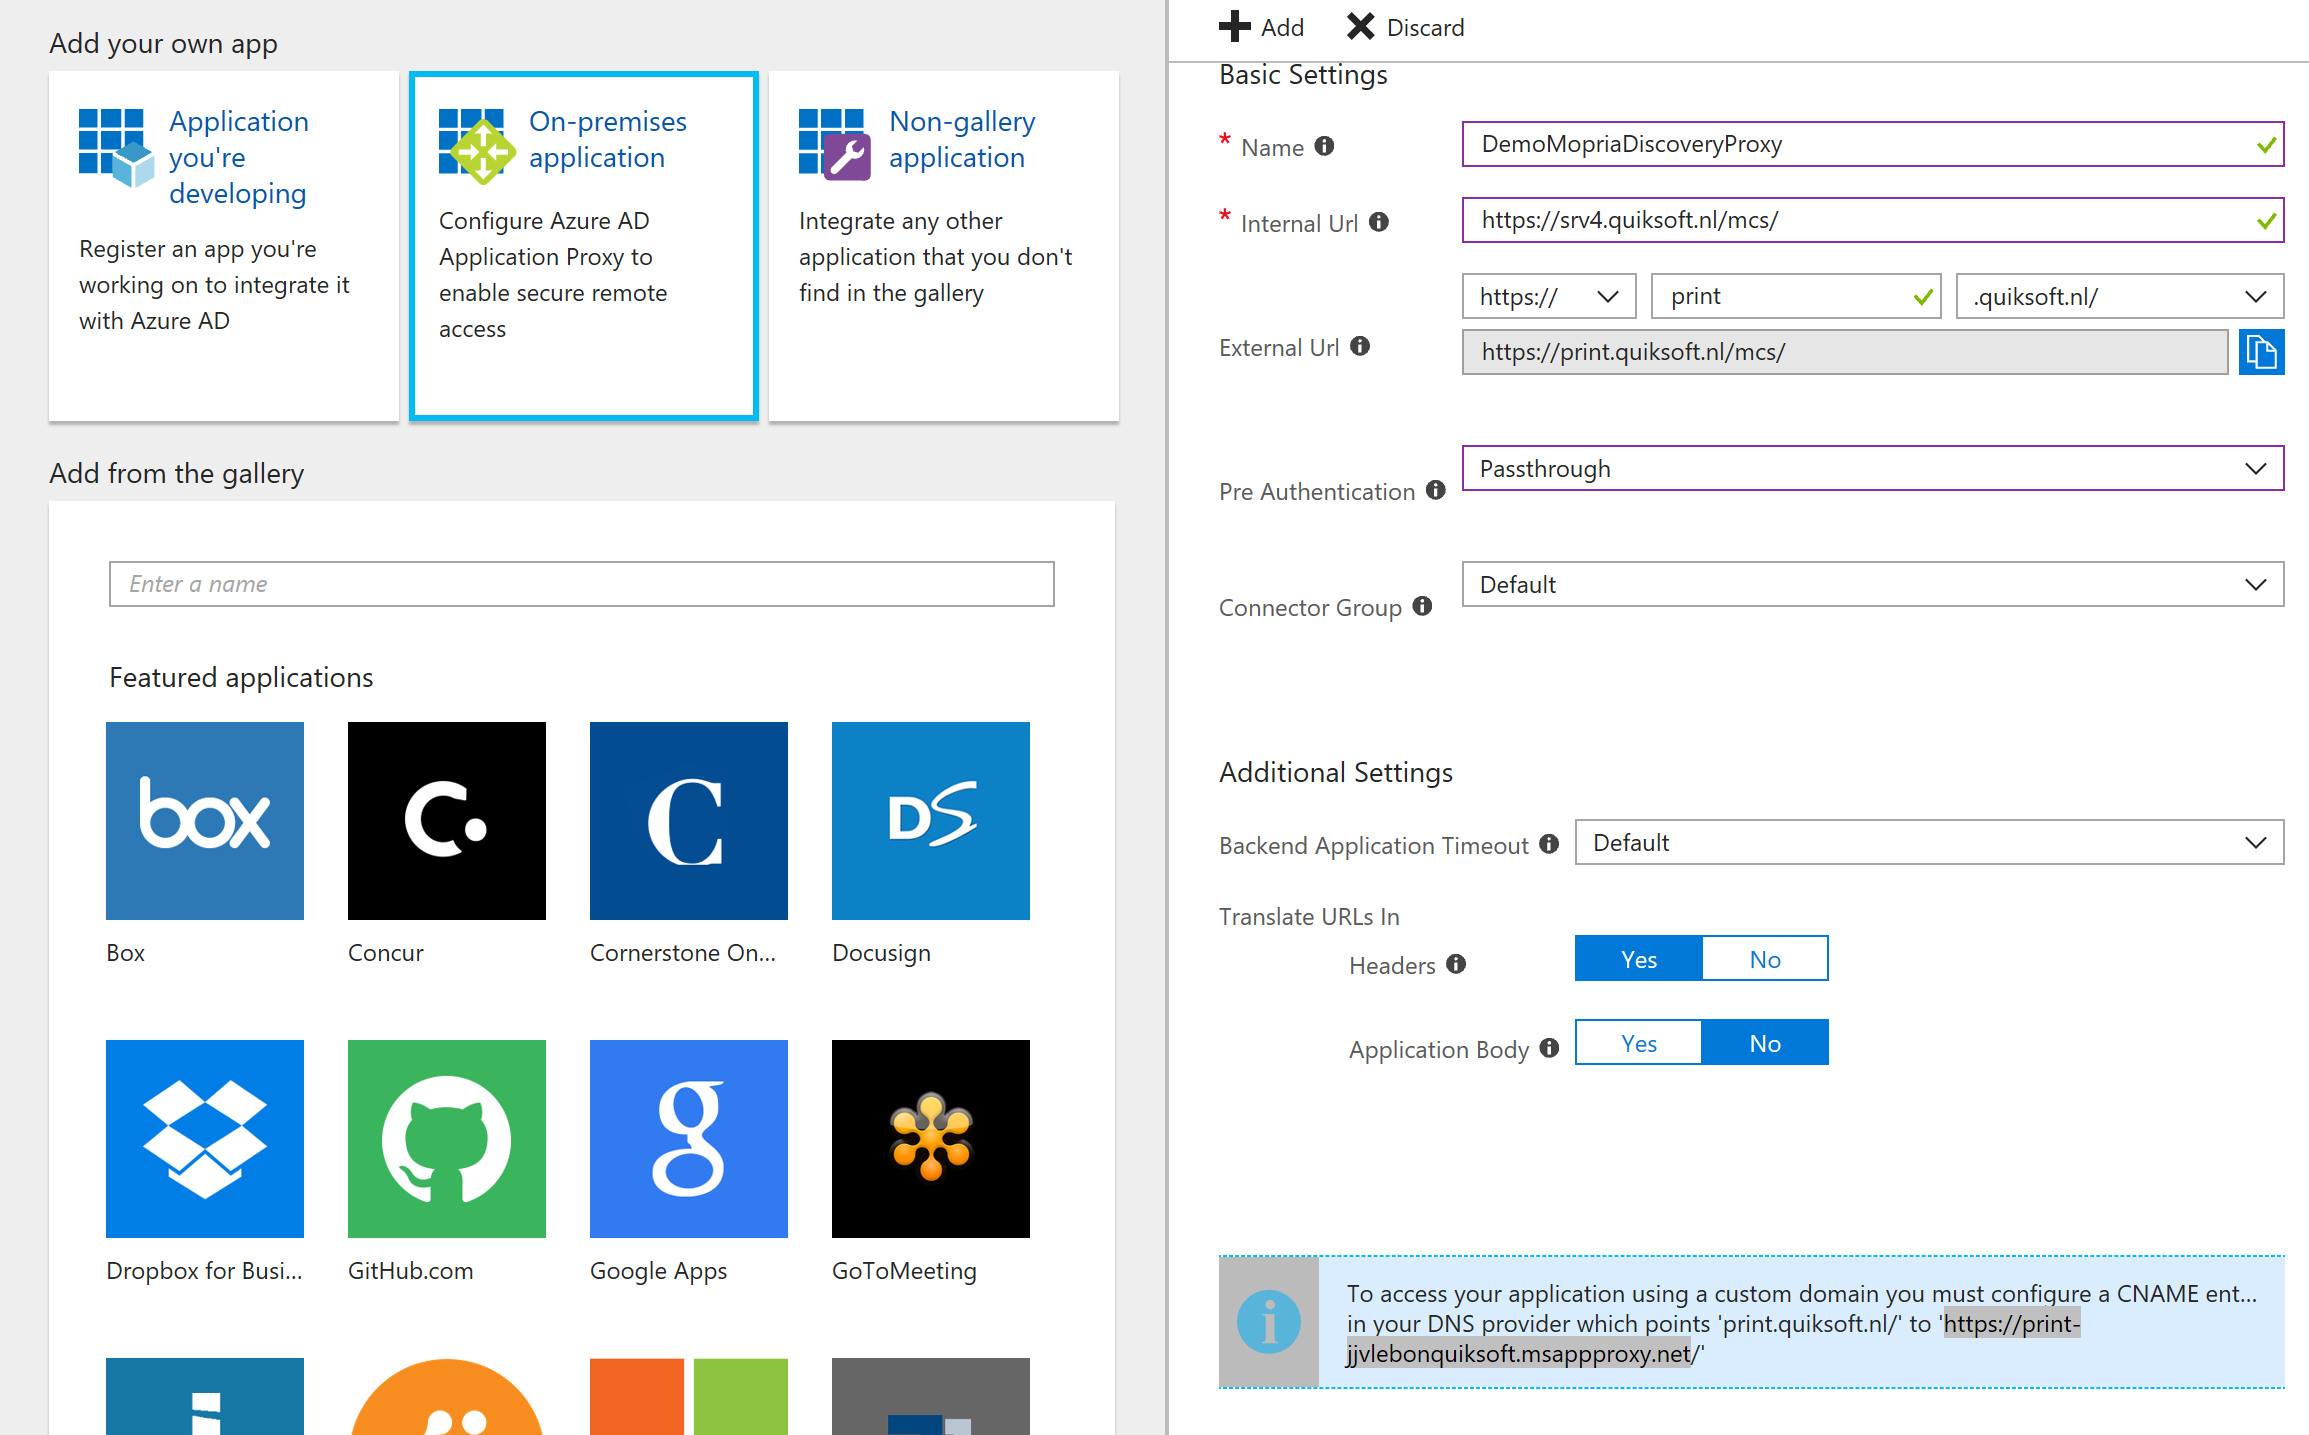 Add your own app
Application
you're
developing
Register an app you're
working on to integrate it
with Azure AD
On-premises
application
Configure Azure AD
Application Proxy to
enable secure remote
access
Non-gallery
application
Integrate any other
application that you don't
find in the gallery
Add from the gallery
Enter a name
Featured applications
box
C.
C
DS
Box
Concur
Cornerstone On...
Docusign
g
Dropbox for Busi...
GitHub.com
Google Apps
GoToMeeting
Add
Discard
Basic Settings
* Name
DemoMopriaDiscoveryProxy
* Internal Url
https://srv4.quiksoft.nl/mcs/
https://
print
.quiksoft.nl/
External Url
https://print.quiksoft.nl/mcs/
Pre Authentication
Passthrough
Connector Group
Default
Additional Settings
Backend Application Timeout
Default
Translate URLs In
Headers
Yes
No
Application Body
Yes
No
To access your application using a custom domain you must configure a CNAME ent...
in your DNS provider which points 'print.quiksoft.nl/' to 'https://print-
jjvlebonquiksoft.msappproxy.net/'